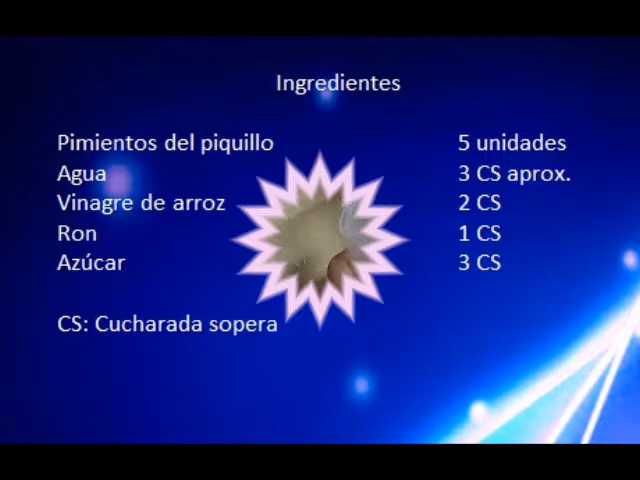 Ingredientes
Pimientos del piquillo 5 unidades
Agua 3 CS aprox.
Vinagre de arroz 2 CS
Ron 1 CS
Azúcar 3 CS
CS: Cucharada sopera